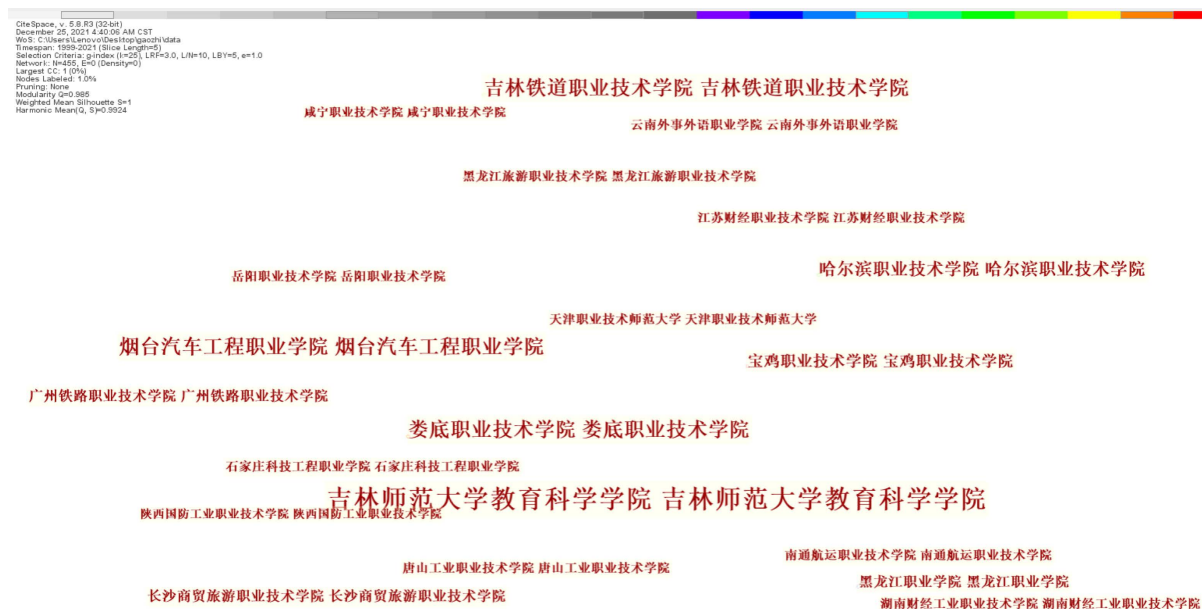 CiteSpace, v. 5.8.R3 (32-bit)
December 25, 2021 4:40:06 AM CST
WoS: C:\Users\Lenovo\Desktop\gaozhi\data
Timespan: 1999-2021 (Slice Length=5)
Selection Criteria: g-index (k=25), LRF=3.0, L/N=10, LBY=5, e=1.0
Network: N=455, E=0 (Density=0)
Largest CC: 1 (0%)
Nodes Labeled: 1.0%
Pruning: None
Modularity Q=0.985
Weighted Mean Silhouette S=1
Harmonic Mean(Q, S)=0.9924
吉林铁道职业技术学院 吉林铁道职业技术学院
咸宁职业技术学院 咸宁职业技术学院
云南外事外语职业学院 云南外事外语职业学院
黑龙江旅游职业技术学院 黑龙江旅游职业技术学院
江苏财经职业技术学院 江苏财经职业技术学院
哈尔滨职业技术学院 哈尔滨职业技术学院
岳阳职业技术学院 岳阳职业技术学院
天津职业技术师范大学 天津职业技术师范大学
烟台汽车工程职业学院 烟台汽车工程职业学院
宝鸡职业技术学院 宝鸡职业技术学院
广州铁路职业技术学院 广州铁路职业技术学院
娄底职业技术学院 娄底职业技术学院
石家庄科技工程职业学院 石家庄科技工程职业学院
吉林师范大学教育科学学院 吉林师范大学教育科学学院
陕西国防工业职业技术学院 陕西国防工业职业技术学院
南通航运职业技术学院 南通航运职业技术学院
唐山工业职业技术学院 唐山工业职业技术学院
黑龙江职业学院 黑龙江职业学院
长沙商贸旅游职业技术学院 长沙商贸旅游职业技术学院
湖南财经工业职业技术学院 湖南财经工业职业技术学院